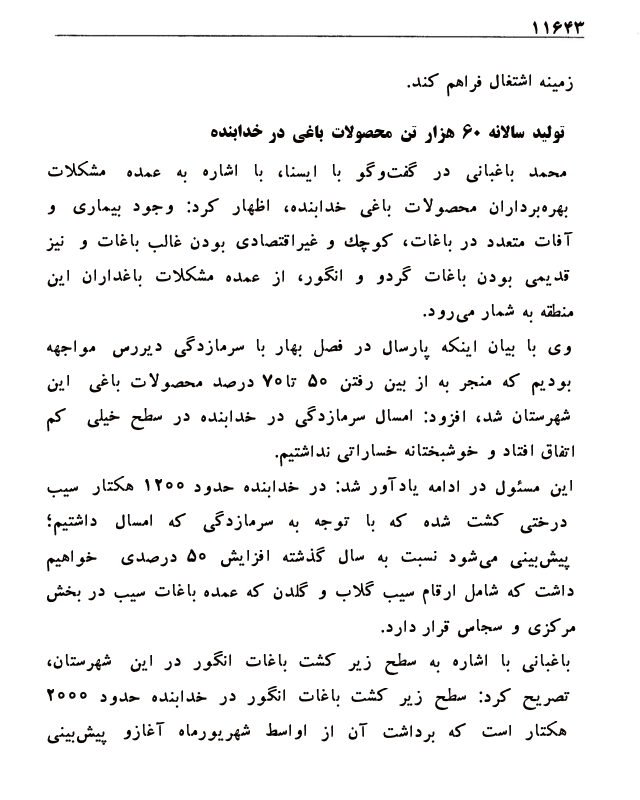 ۱۱۶۴۳
زمینه اشتغال فراهم کند.
تولید سالانه ۶۰ هزار تن محصولات باغی در خدابنده
محمد باغبانی در گفت‌وگو با ایسنا، با اشاره به عمده مشکلات
بهره‌برداران محصولات باغی خدابنده، اظهار کرد: وجود بیماری و
آفات متعدد در باغات، کوچك و غیراقتصادی بودن غالب باغات و نیز
قدیمی بودن باغات گردو و انگور، از عمده مشکلات باغداران این
منطقه به شمار می‌رود.
وی با بیان اینکه پارسال در فصل بهار با سرمازدگی دیررس مواجهه
بودیم که منجر به از بین رفتن ۵۰ تا۷۰ درصد محصولات باغی این
شهرستان شد، افزود: امسال سرمازدگی در خدابنده در سطح خیلی کم
اتفاق افتاد و خوشبختانه خساراتی نداشتیم.
این مسئول در ادامه یادآور شد: در خدابنده حدود ۱۲۰۰ هکتار سیب
درختی کشت شده که با توجه به سرمازدگی که امسال داشتیم؛
پیش‌بینی می‌شود نسبت به سال گذشته افزایش ۵۰ درصدی خواهیم
داشت که شامل ارقام سیب گلاب و گلدن که عمده باغات سیب در بخش
مرکزی و سجاس قرار دارد.
باغبانی با اشاره به سطح زیر کشت باغات انگور در این شهرستان،
تصریح کرد: سطح زیر کشت باغات انگور در خدابنده حدود ۲۰۰۰
هکتار است که برداشت آن از اواسط شهریورماه آغازو پیش‌بینی